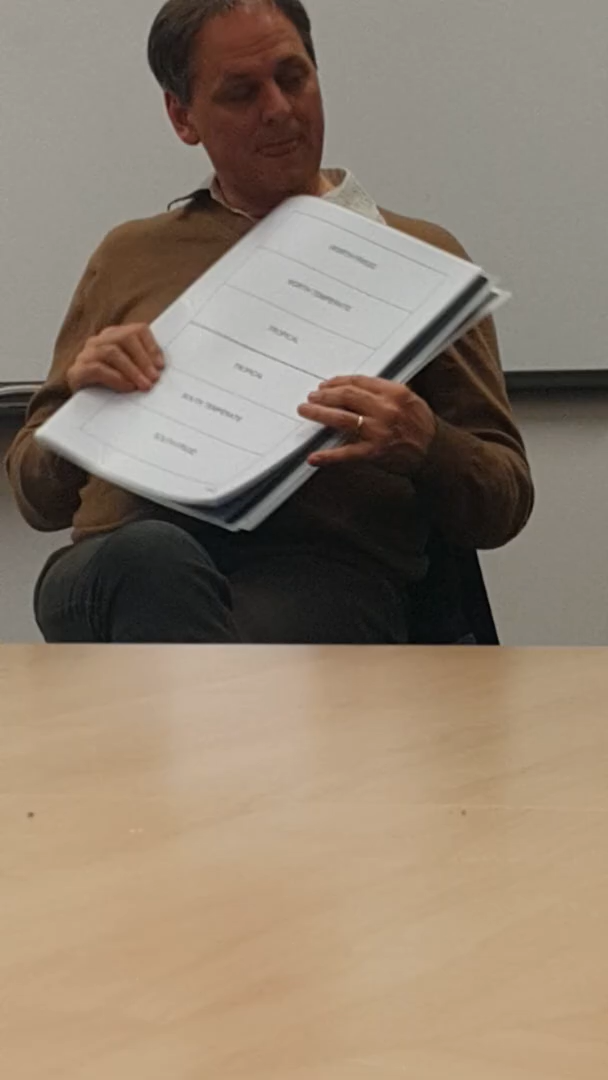 NORTH FRIGID
NORTH TEMPERATE
TROPICAL
TROPICAL
SOUTH TEMPERATE
SOUTH FRIGID